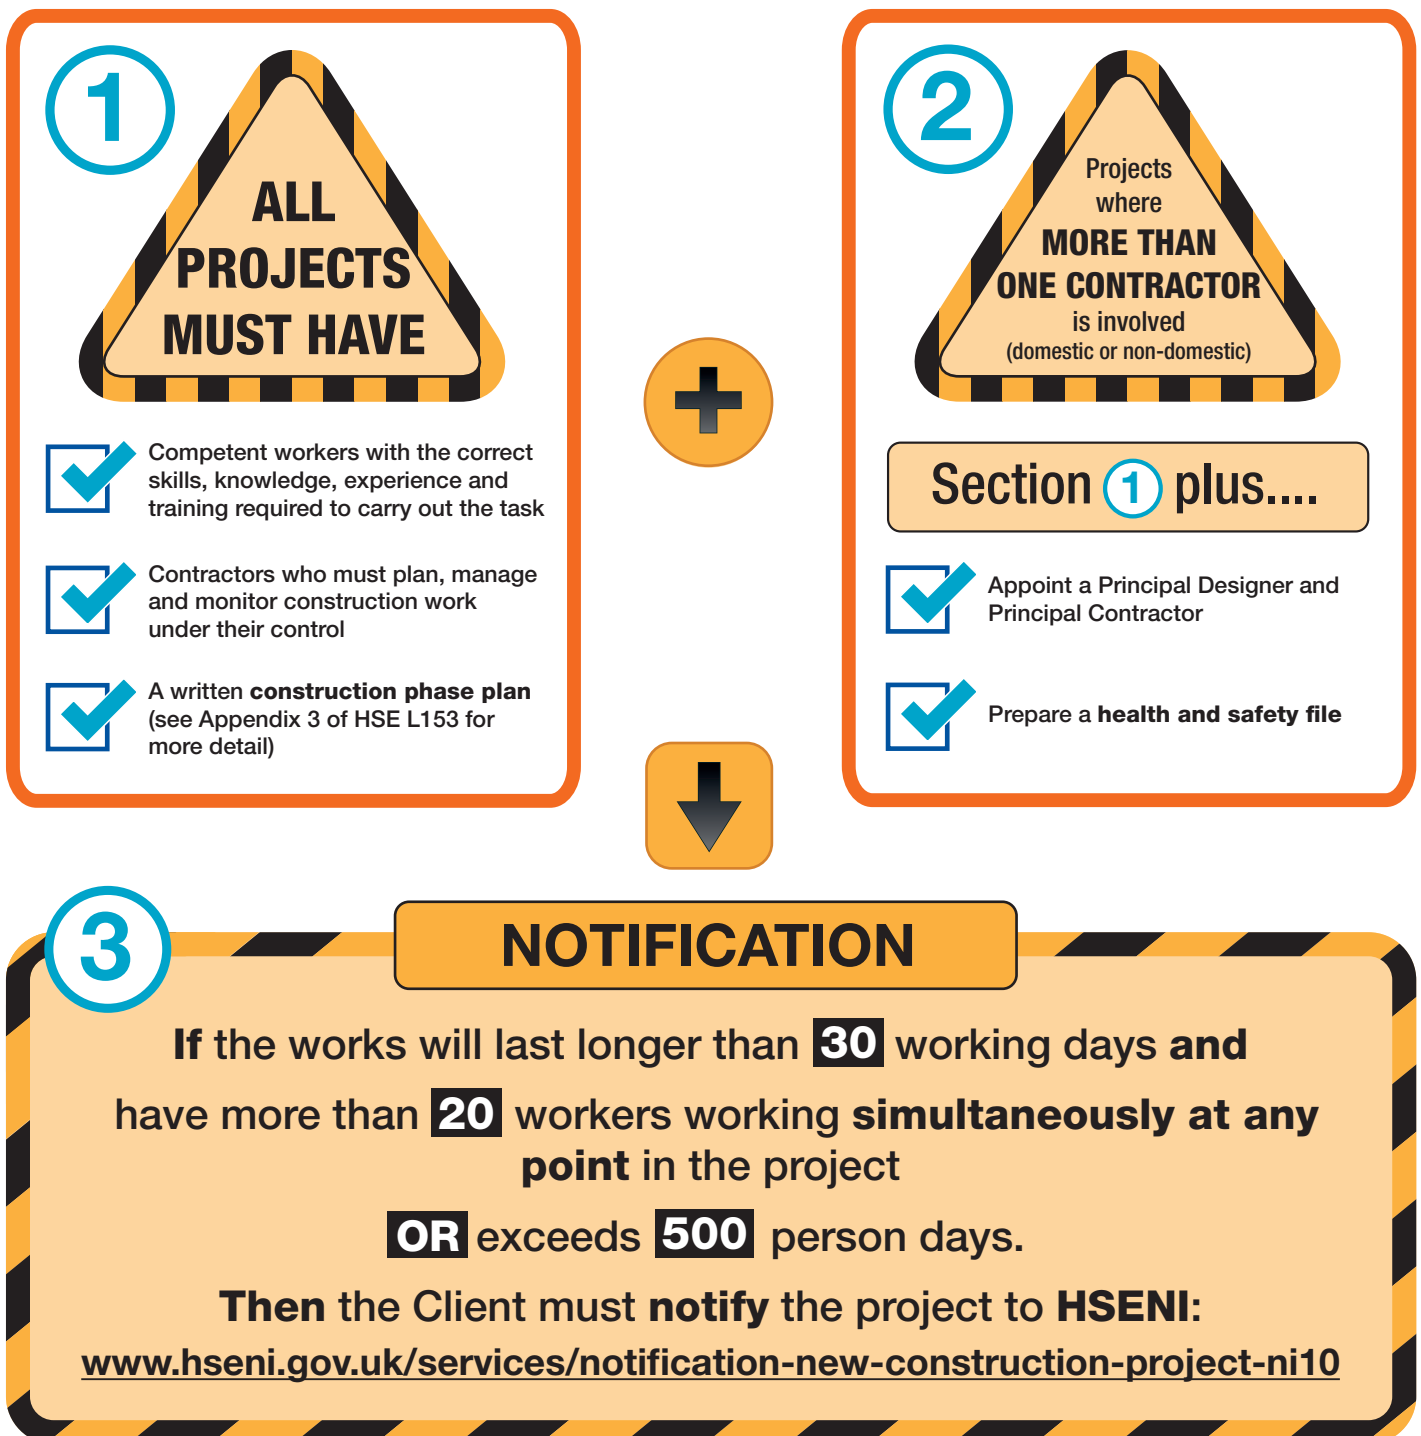 1
ALL
PROJECTS
MUST HAVE
Competent workers with the correct
skills, knowledge, experience and
training required to carry out the task
Contractors who must plan, manage
and monitor construction work
under their control
A written construction phase plan
(see Appendix 3 of HSE L153 for
more detail)
2
Projects
where
MORE THAN
ONE CONTRACTOR
is involved
(domestic or non-domestic)
Section 1 plus....
Appoint a Principal Designer and
Principal Contractor
Prepare a health and safety file
3
NOTIFICATION
If the works will last longer than 30 working days and
have more than 20 workers working simultaneously at any
point in the project
OR exceeds 500 person days.
Then the Client must notify the project to HSENI:
www.hseni.gov.uk/services/notification-new-construction-project-ni10